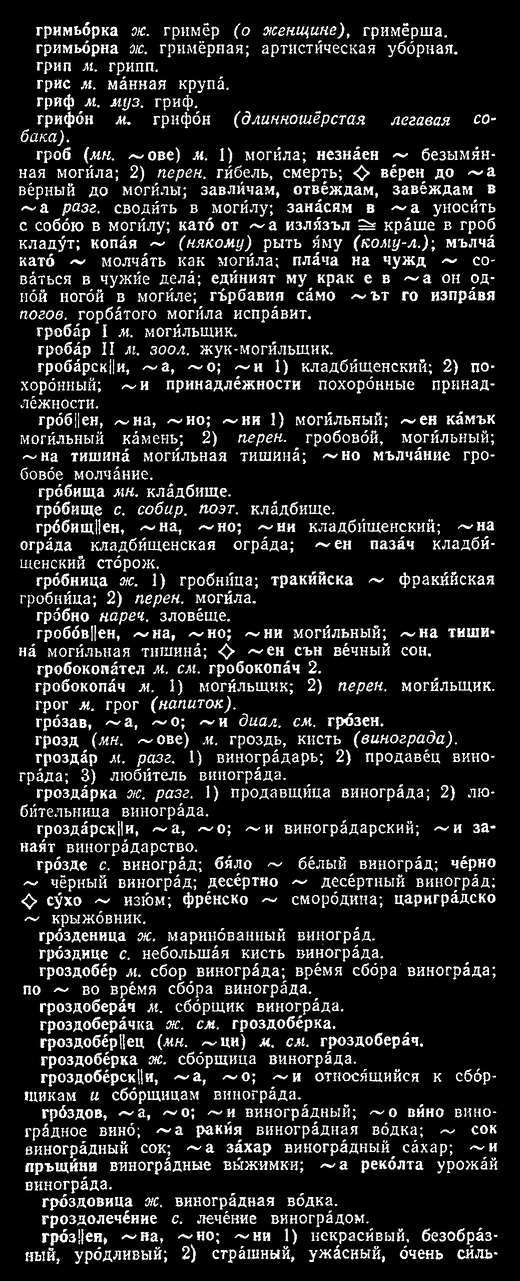 гримьо́рка ж. гримёр (о женщине), гримёрша.
гримьо́рна ж. гримёрная; артисти́ческая убо́рная.
грип м. грипп.
грис м. ма́нная крупа́.
гриф м. муз. гриф.
грифо́н м. грифо́н (длинношёрстая легавая со-
бака).
гроб (мн. ~ове) м. 1) моги́ла; незна́ен ~ безымя́н-
ная моги́ла; 2) перен. ги́бель, смерть; ◇ ве́рен до ~а
ве́рный до моги́лы; завли́чам, отве́ждам, заве́ждам в
~а разг. сводить в моги́лу; зана́сям в ~а уноси́ть
с собо́ю в моги́лу; като́ от ~а изля́зъл ≅ кра́ше в гроб
кладу́т; копа́я ~ (някому) рыть я́му (кому-л.); мълча́
като́ ~ молча́ть как моги́ла; пла́ча на чужд ~ со-
ва́ться в чужи́е дела́; еди́ният му крак е в ~а он од-
но́й ного́й в моги́ле; гъ́рбавия са́мо ~ът го изпра́вя
погов. горба́того моги́ла испра́вит.
гроба́р I м. моги́льщик.
гроба́р II м. зоол. жук-моги́льщик.
гроба́рск||и, ~а, ~о; ~и 1) кладби́щенский; 2) по-
хоро́нный; ~и принадле́жности похоро́нные принад-
ле́жности.
гро́б||ен, ~на, ~но; ~ни 1) моги́льный; ~ен ка́мък
моги́льный ка́мень; 2) перен. гробово́й, моги́льный;
~на тишина́ моги́льная тишина́; ~но мълча́ние гро-
бово́е молча́ние.
гро́бища мн. кла́дбище.
гро́бище с. собир. поэт. кла́дбище.
гро́бищ||ен, ~на, ~но; ~ни кладби́щенский; ~на
огра́да кладби́щенская огра́да; ~ен паза́ч кладби́-
щенский сто́рож.
гро́бница ж. 1) гробни́ца; траки́йска ~ фраки́йская
гробни́ца; 2) перен. моги́ла.
гро́бно нареч. злове́ще.
гробо́в||ен, ~на, ~но; ~ни моги́льный; ~на тиши-
на́ моги́льная тишина́; ◇ ~ен сън ве́чный сон.
гробокопа́тел м. см. гробокопа́ч 2.
гробокопа́ч м. 1) моги́льщик; 2) перен. моги́льщик.
грог м. грог (напиток).
гро́зав, ~а, ~о; ~и диал. см. гро́зен.
грозд (мн. ~ове) м. гроздь, кисть (винограда).
грозда́р м. разг. 1) виногра́дарь; 2) продаве́ц вино-
гра́да; 3) люби́тель виногра́да.
грозда́рка ж. разг. 1) продавщи́ца виногра́да; 2) лю-
би́тельница виногра́да.
грозда́рск||и, ~а, ~о; ~и виногра́дарский; ~и за-
ная́т виногра́дарство.
гро́зде с. виногра́д; бя́ло ~ бе́лый виногра́д; че́рно
~ чёрный виногра́д; десе́ртно ~ десе́ртный виногра́д;
◇ су́хо ~ изю́м; фре́нско ~ сморо́дина; цариградско
~ крыжо́вник.
гро́зденица ж. марино́ванный виногра́д.
гро́здице с. небольша́я кисть виногра́да.
гроздобе́р м. сбор виногра́да; вре́мя сбо́ра виногра́да;
по ~ во вре́мя сбо́ра виногра́да.
гроздобера́ч м. сбо́рщик виногра́да.
гроздобера́чка ж. см. гроздобе́рка.
гроздобе́р||ец (мн. ~ци) м. см. гроздобера́ч.
гроздобе́рка ж. сбо́рщица виногра́да.
гроздобе́рск||и, ~а, ~о; ~и относя́щийся к сбо́р-
щикам и сбо́рщицам виногра́да.
гро́здов, ~а, ~о; ~и виногра́дный; ~о ви́но вино-
гра́дное вино́; ~а раки́я виногра́дная во́дка; ~ сок
виногра́дный сок; ~а за́хар виногра́дный са́хар; ~и
пръщи́ни виногра́дные вы́жимки; ~а реко́лта урожа́й
виногра́да.
гро́здовица ж. виногра́дная во́дка.
гроздолече́ние с. лече́ние виногра́дом.
гро́з||ен, ~на, ~но; ~ни 1) некраси́вый, безобра́з-
ный, уро́дливый; 2) стра́шный, ужа́сный, о́чень си́ль-